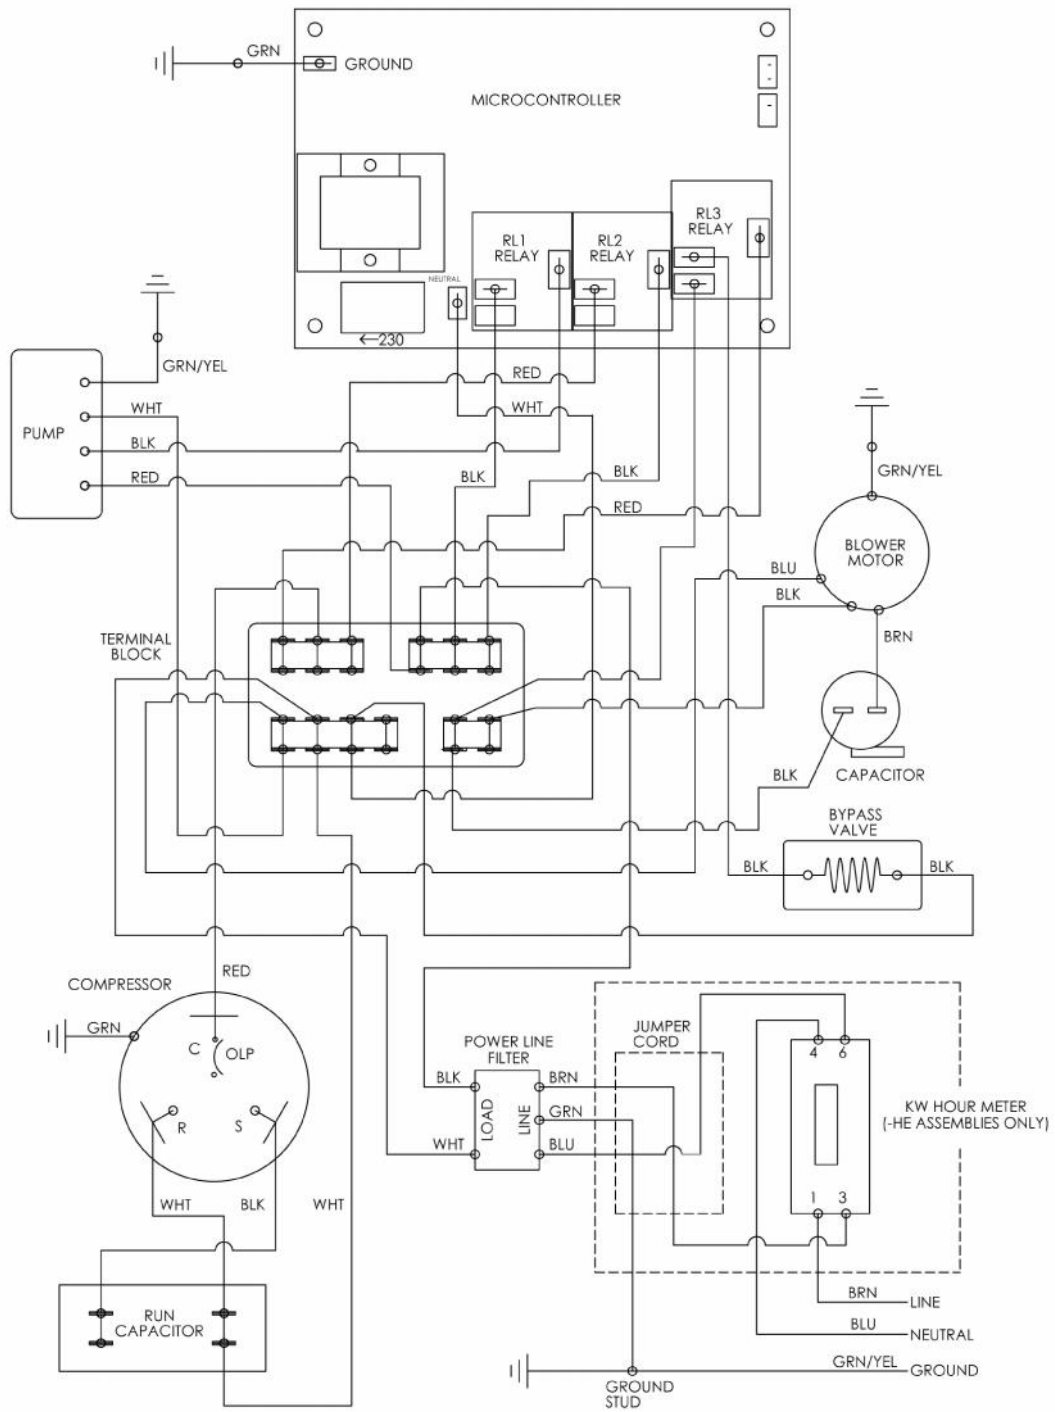 GRN
GROUND
MICROCONTROLLER
RL1
RELAY
RL2
RELAY
RL3
RELAY
NEUTRAL
←230
GRN/YEL
PUMP
WHT
BLK
RED
RED
WHT
BLK
BLK
RED
GRN/YEL
BLOWER
MOTOR
BLU
BLK
BRN
TERMINAL
BLOCK
CAPACITOR
BLK
BYPASS
VALVE
BLK
BLK
COMPRESSOR
RED
GRN
C
OLP
R
S
WHT
BLK
WHT
RUN
CAPACITOR
POWER LINE
FILTER
BLK
WHT
LOAD
LINE
BRN
GRN
BLU
JUMPER
CORD
4
6
1
3
KW HOUR METER
(-HE ASSEMBLIES ONLY)
BRN
LINE
BLU
NEUTRAL
GRN/YEL
GROUND
GROUND
STUD